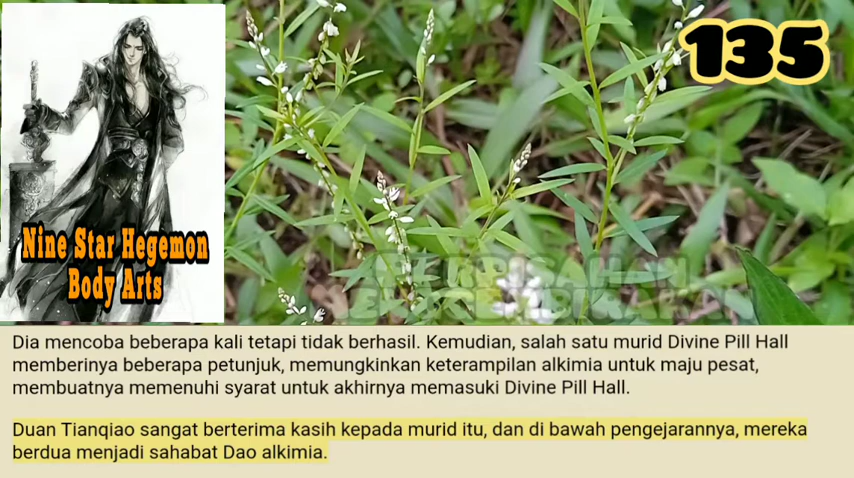 135
Nine Star Hegemon
Body Arts
PERPISAHAN
Dia mencoba beberapa kali tetapi tidak berhasil. Kemudian, salah satu murid Divine Pill Hall
memberinya beberapa petunjuk, memungkinkan keterampilan alkimia untuk maju pesat,
membuatnya memenuhi syarat untuk akhirnya memasuki Divine Pill Hall.
Duan Tianqiao sangat berterima kasih kepada murid itu, dan di bawah pengejarannya, mereka
berdua menjadi sahabat Dao alkimia.